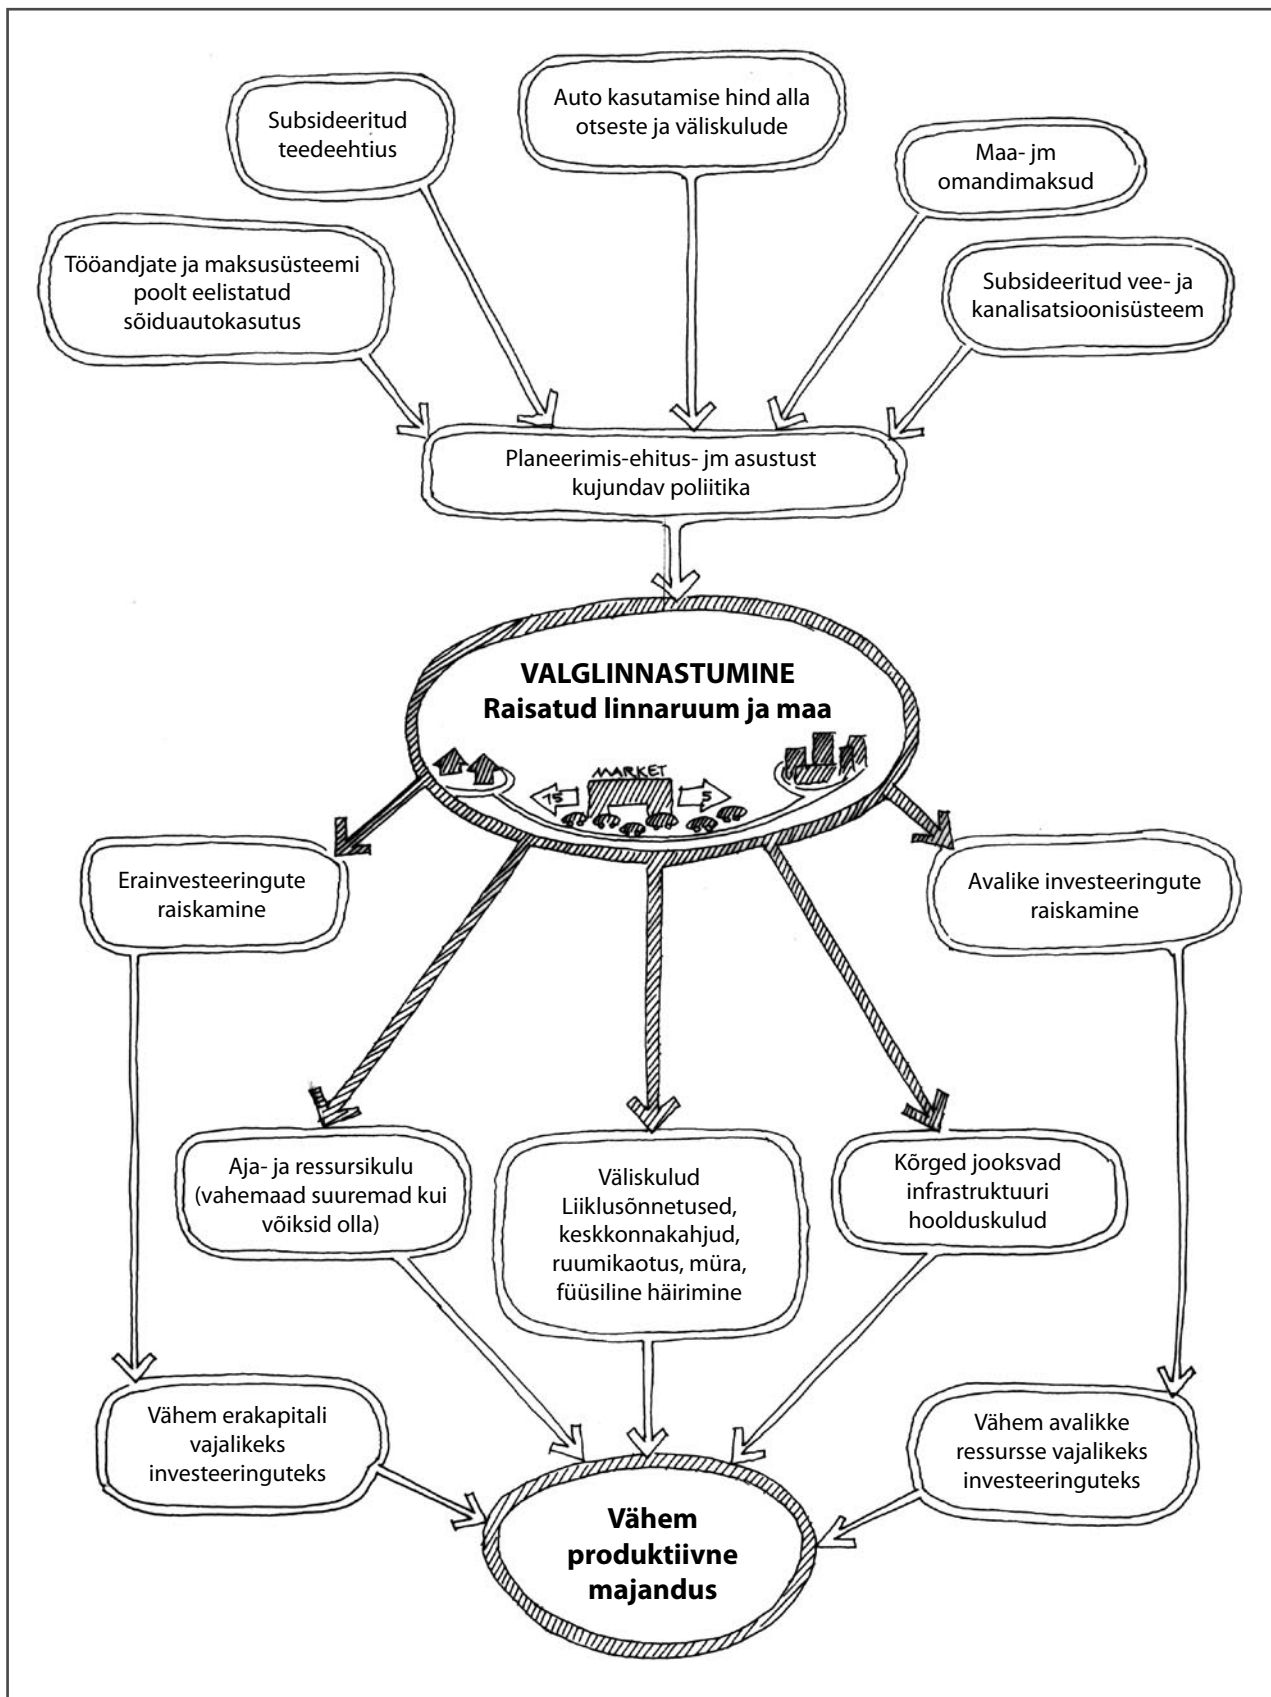 Auto kasutamise hind alla
otseste ja väliskulude
Subsideeritud
teedeehtius
Maa- jm
omandimaksud
Tööandjate ja maksusüsteemi
poolt eelistatud
sõiduautokasutus
Subsideeritud vee- ja
kanalisatsioonisüsteem
Planeerimis-ehitus- jm asustust
kujundav poliitika
VALGLINNASTUMINE
Raisatud linnaruum ja maa
MARKET
15
5
Erainvesteeringute
raiskamine
Avalike investeeringute
raiskamine
Aja- ja ressursikulu
(vahemaad suuremad kui
võiksid olla)
Väliskulud
Liiklusõnnetused,
keskkonnakahjud,
ruumikaotus, müra,
füüsiline häirimine
Kõrged jooksvad
infrastruktuuri
hoolduskulud
Vähem erakapitali
vajalikeks
investeeringuteks
Vähem avalikke
ressursse vajalikeks
investeeringuteks
Vähem
produktiivne
majandus